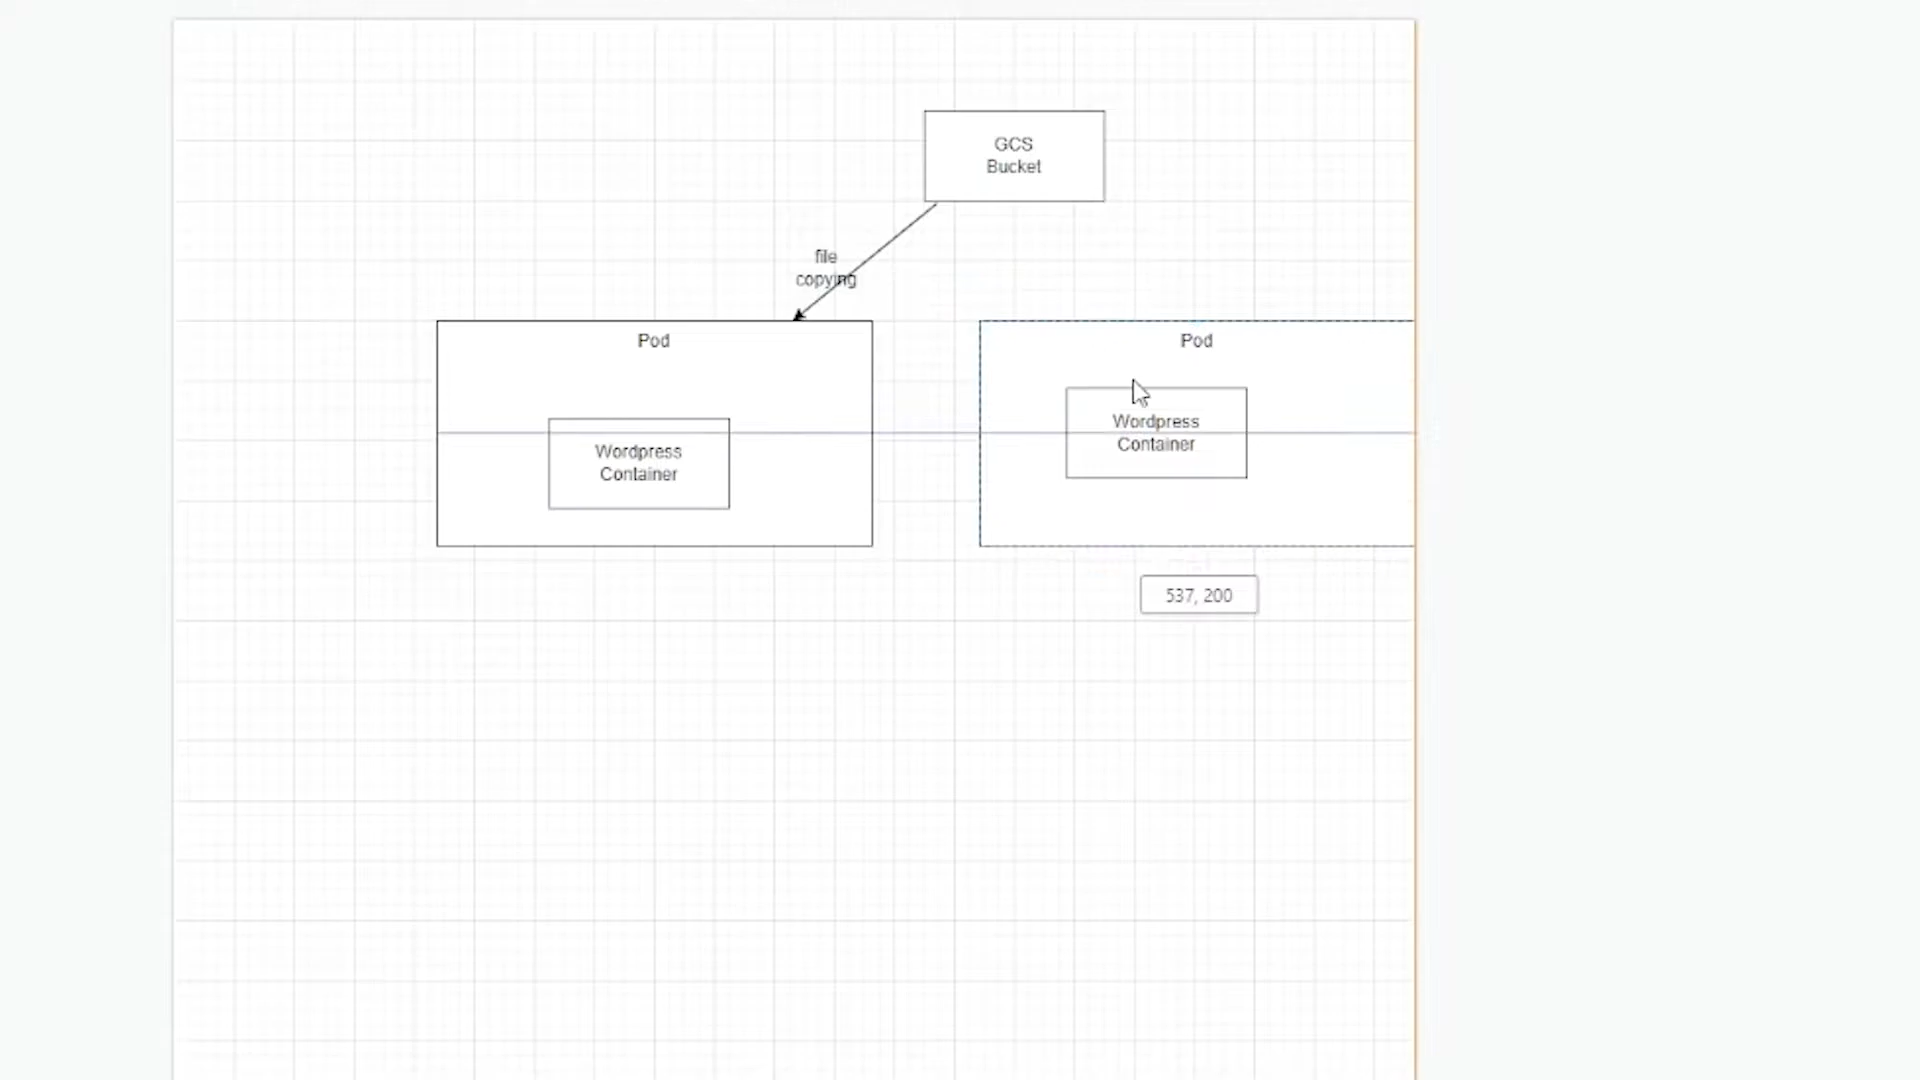 GCS
Bucket
file
copying
Pod
Wordpress
Container
Pod
Wordpress
Container
537, 200